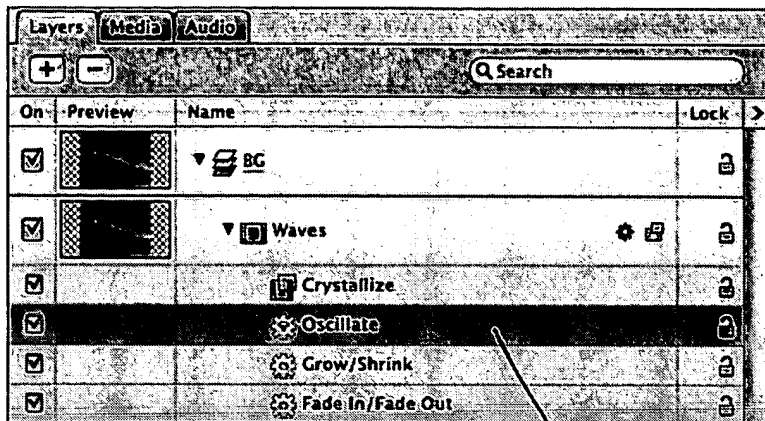 Layers Media Audio
+ − Search
On Preview Name Lock >
BG
Waves
Crystallize
Oscillate
Grow/Shrink
Fade In/Fade Out